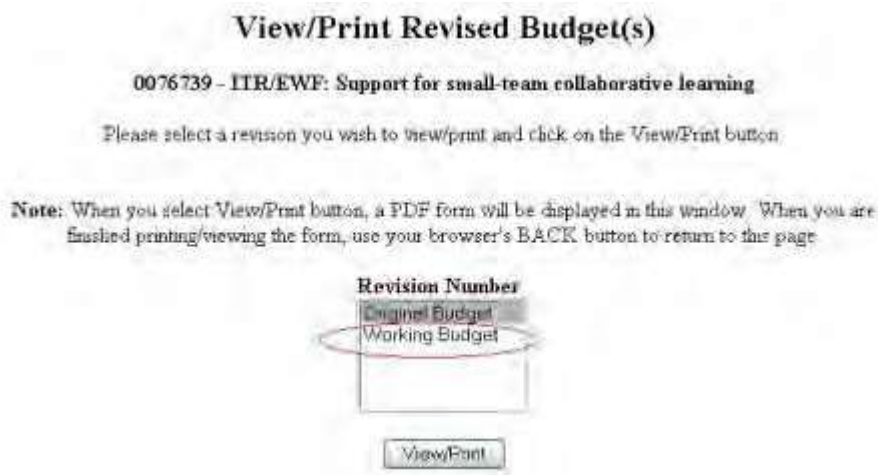 View/Print Revised Budget(s)
0076739 - ITR/EWF: Support for small-team collaborative learning
Please select a revision you wish to view/print and click on the View/Print button
Note: When you select View/Print button, a PDF form will be displayed in this window When you are
finished printing/viewing the form, use your browser's BACK button to return to this page
Revision Number
Original Budget
Working Budget
View/Print